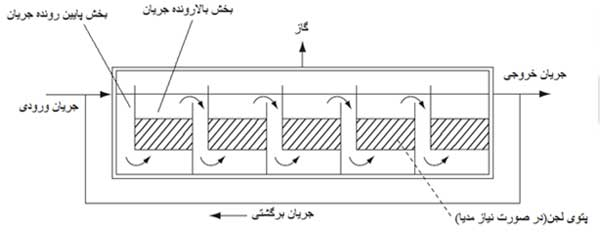 بخش پایین رونده جریان
بخش بالارونده جریان
گاز
جریان خروجی
جریان ورودی
پتوی لجن(در صورت نیاز مدیا)
جریان برگشتی